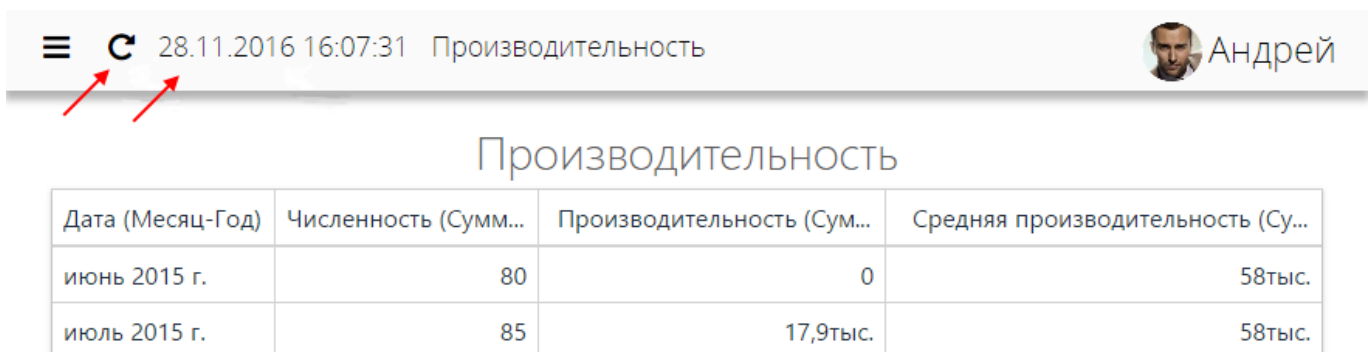 28.11.2016 16:07:31 Производительность Андрей
Производительность
Дата (Месяц-Год) Численность (Сумм... Производительность (Сум... Средняя производительность (Су...
июнь 2015 г. 80 0 58тыс.
июль 2015 г. 85 17,9тыс. 58тыс.